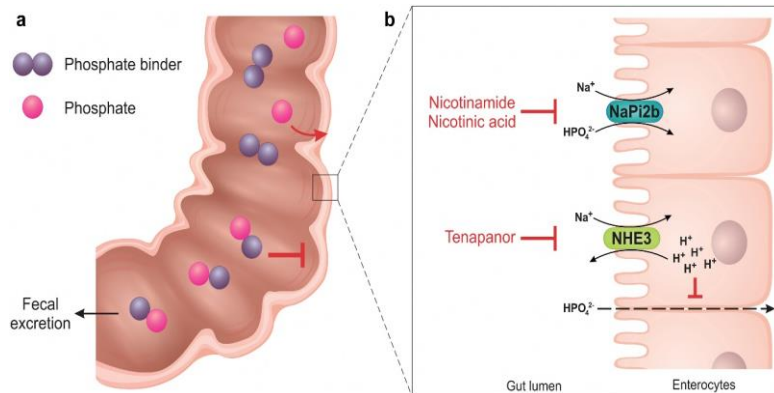 a
Phosphate binder
Phosphate
Fecal
excretion
b
Nicotinamide
Nicotinic acid
Na⁺
NaPi2b
HPO₄²⁻
Tenapanor
Na⁺
NHE3
H⁺
H⁺ H⁺
H⁺ H⁺
HPO₄²⁻
Gut lumen
Enterocytes